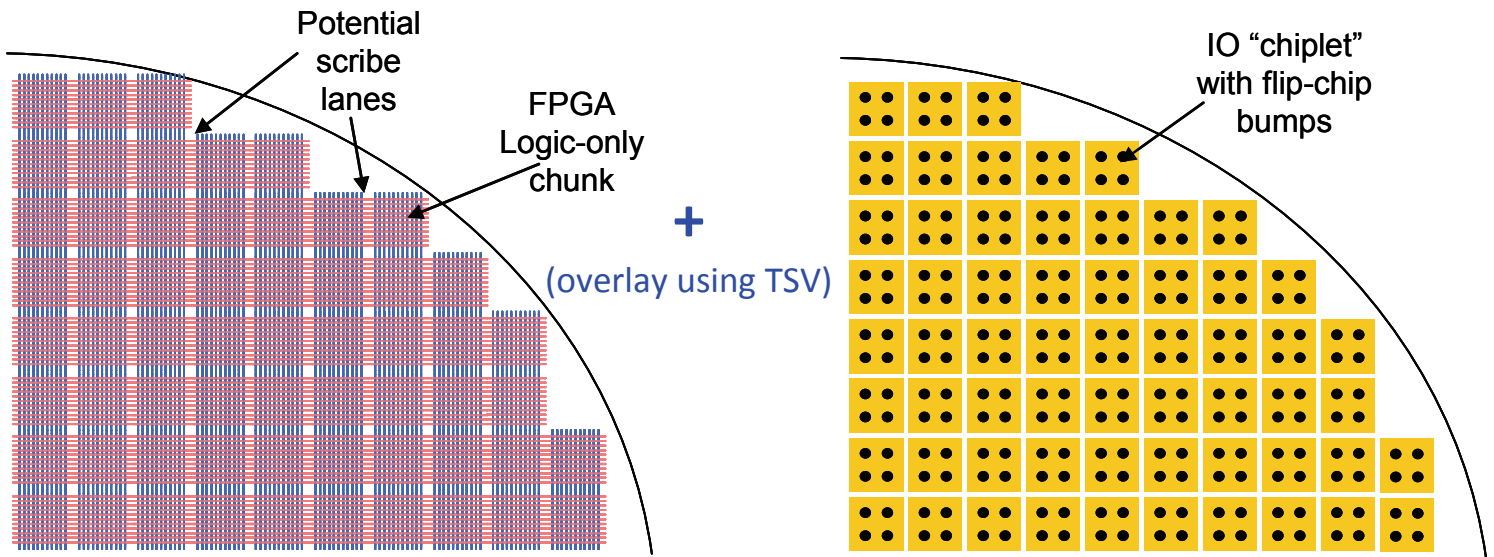 Potential
scribe
lanes
FPGA
Logic-only
chunk
+
(overlay using TSV)
IO “chiplet”
with flip-chip
bumps